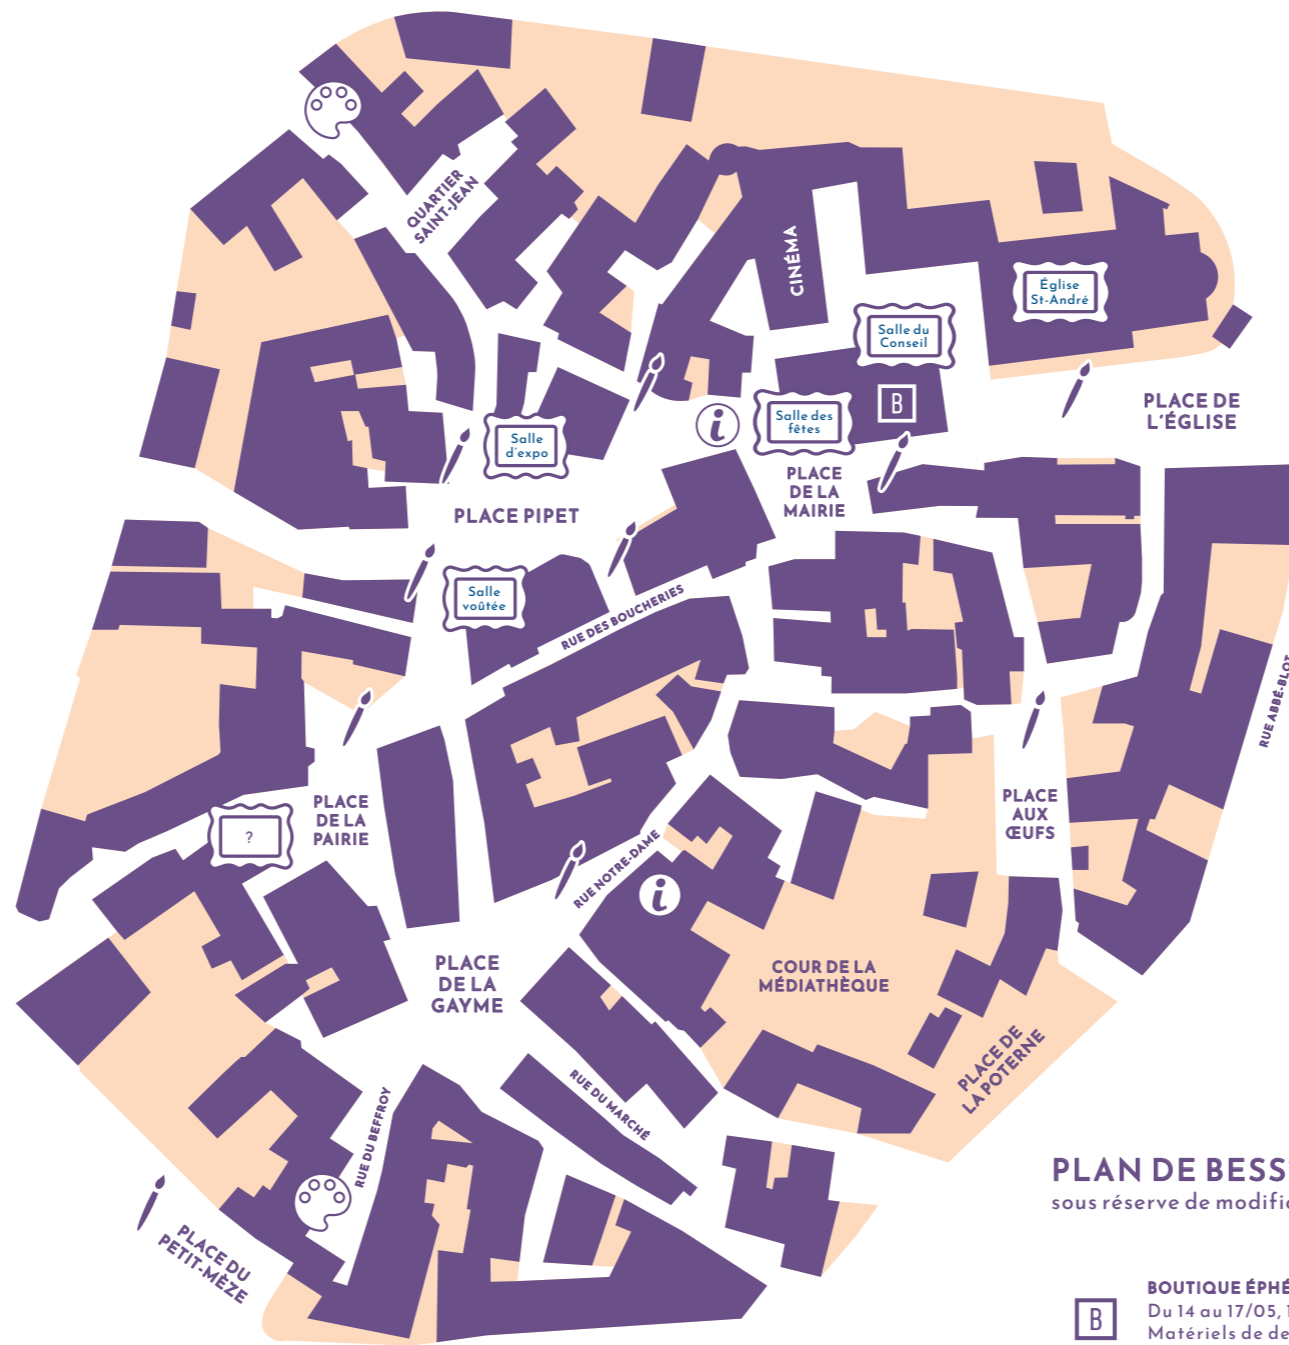 QUARTIER
SAINT-JEAN
CINÉMA
Église
St-André
Salle du
Conseil
B
PLACE DE
L'ÉGLISE
i
Salle des
fêtes
Salle
d'expo
PLACE
DE LA
MAIRIE
PLACE PIPET
Salle
voûtée
RUE DES BOUCHERIES
RUE ABBÉ-BLOT
PLACE
DE LA
PAIRIE
?
PLACE
AUX
ŒUFS
RUE NOTRE-DAME
i
PLACE
DE LA
GAYME
COUR DE LA
MÉDIATHÈQUE
PLACE DE
LA POTERNE
RUE DU MARCHÉ
RUE DU BEFFROY
PLACE DU
PETIT-MÈZE
PLAN DE BESS
sous réserve de modific
B
BOUTIQUE ÉPHÉ
Du 14 au 17/05, 1
Matériels de de